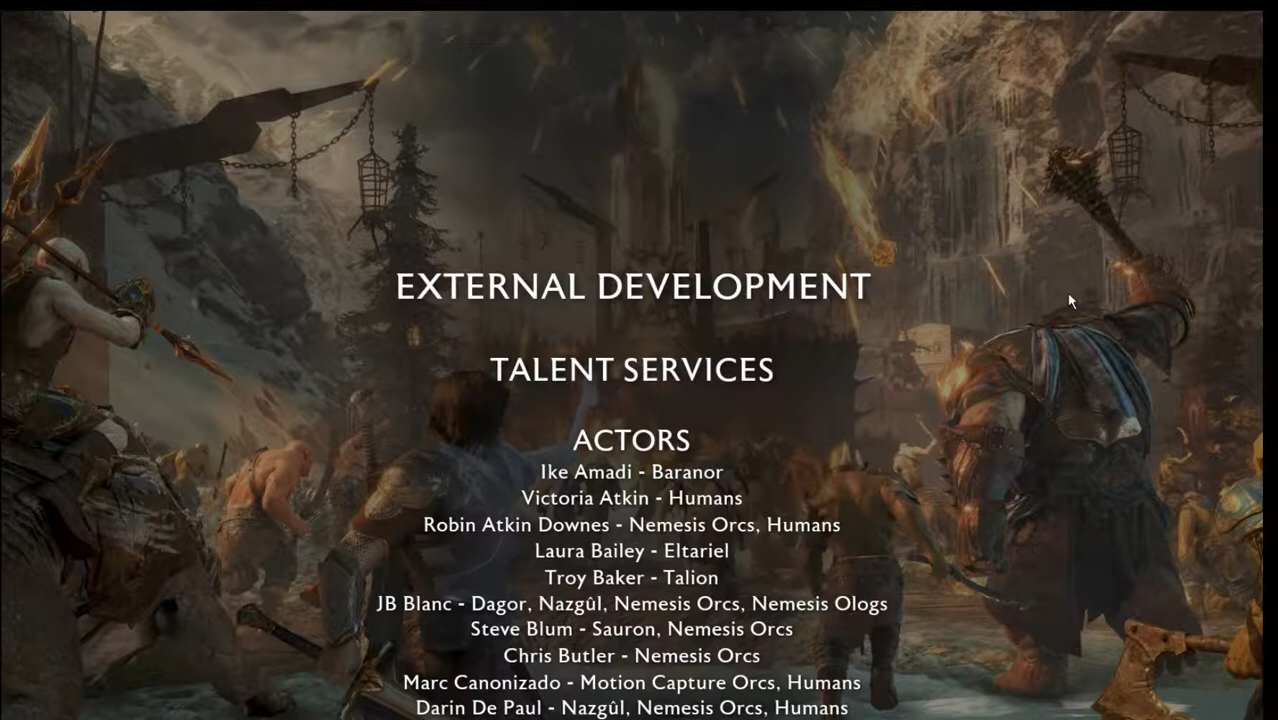 EXTERNAL DEVELOPMENT
TALENT SERVICES
ACTORS
Ike Amadi - Baranor
Victoria Atkin - Humans
Robin Atkin Downes - Nemesis Orcs, Humans
Laura Bailey - Eltariel
Troy Baker - Talion
JB Blanc - Dagor, Nazgûl, Nemesis Orcs, Nemesis Ologs
Steve Blum - Sauron, Nemesis Orcs
Chris Butler - Nemesis Orcs
Marc Canonizado - Motion Capture Orcs, Humans
Darin De Paul - Nazgûl, Nemesis Orcs, Humans